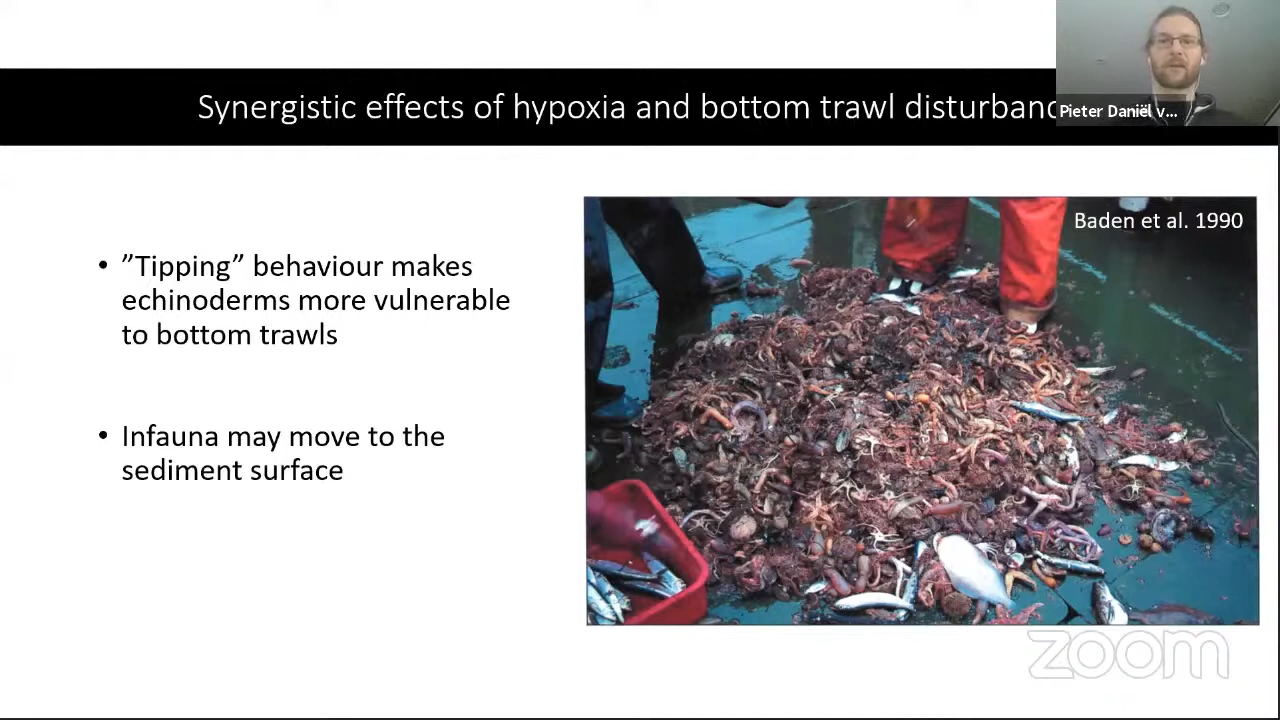 Synergistic effects of hypoxia and bottom trawl
Pieter Daniël v...
Baden et al. 1990
• ”Tipping” behaviour makes
echinoderms more vulnerable
to bottom trawls
• Infauna may move to the
sediment surface
zoom